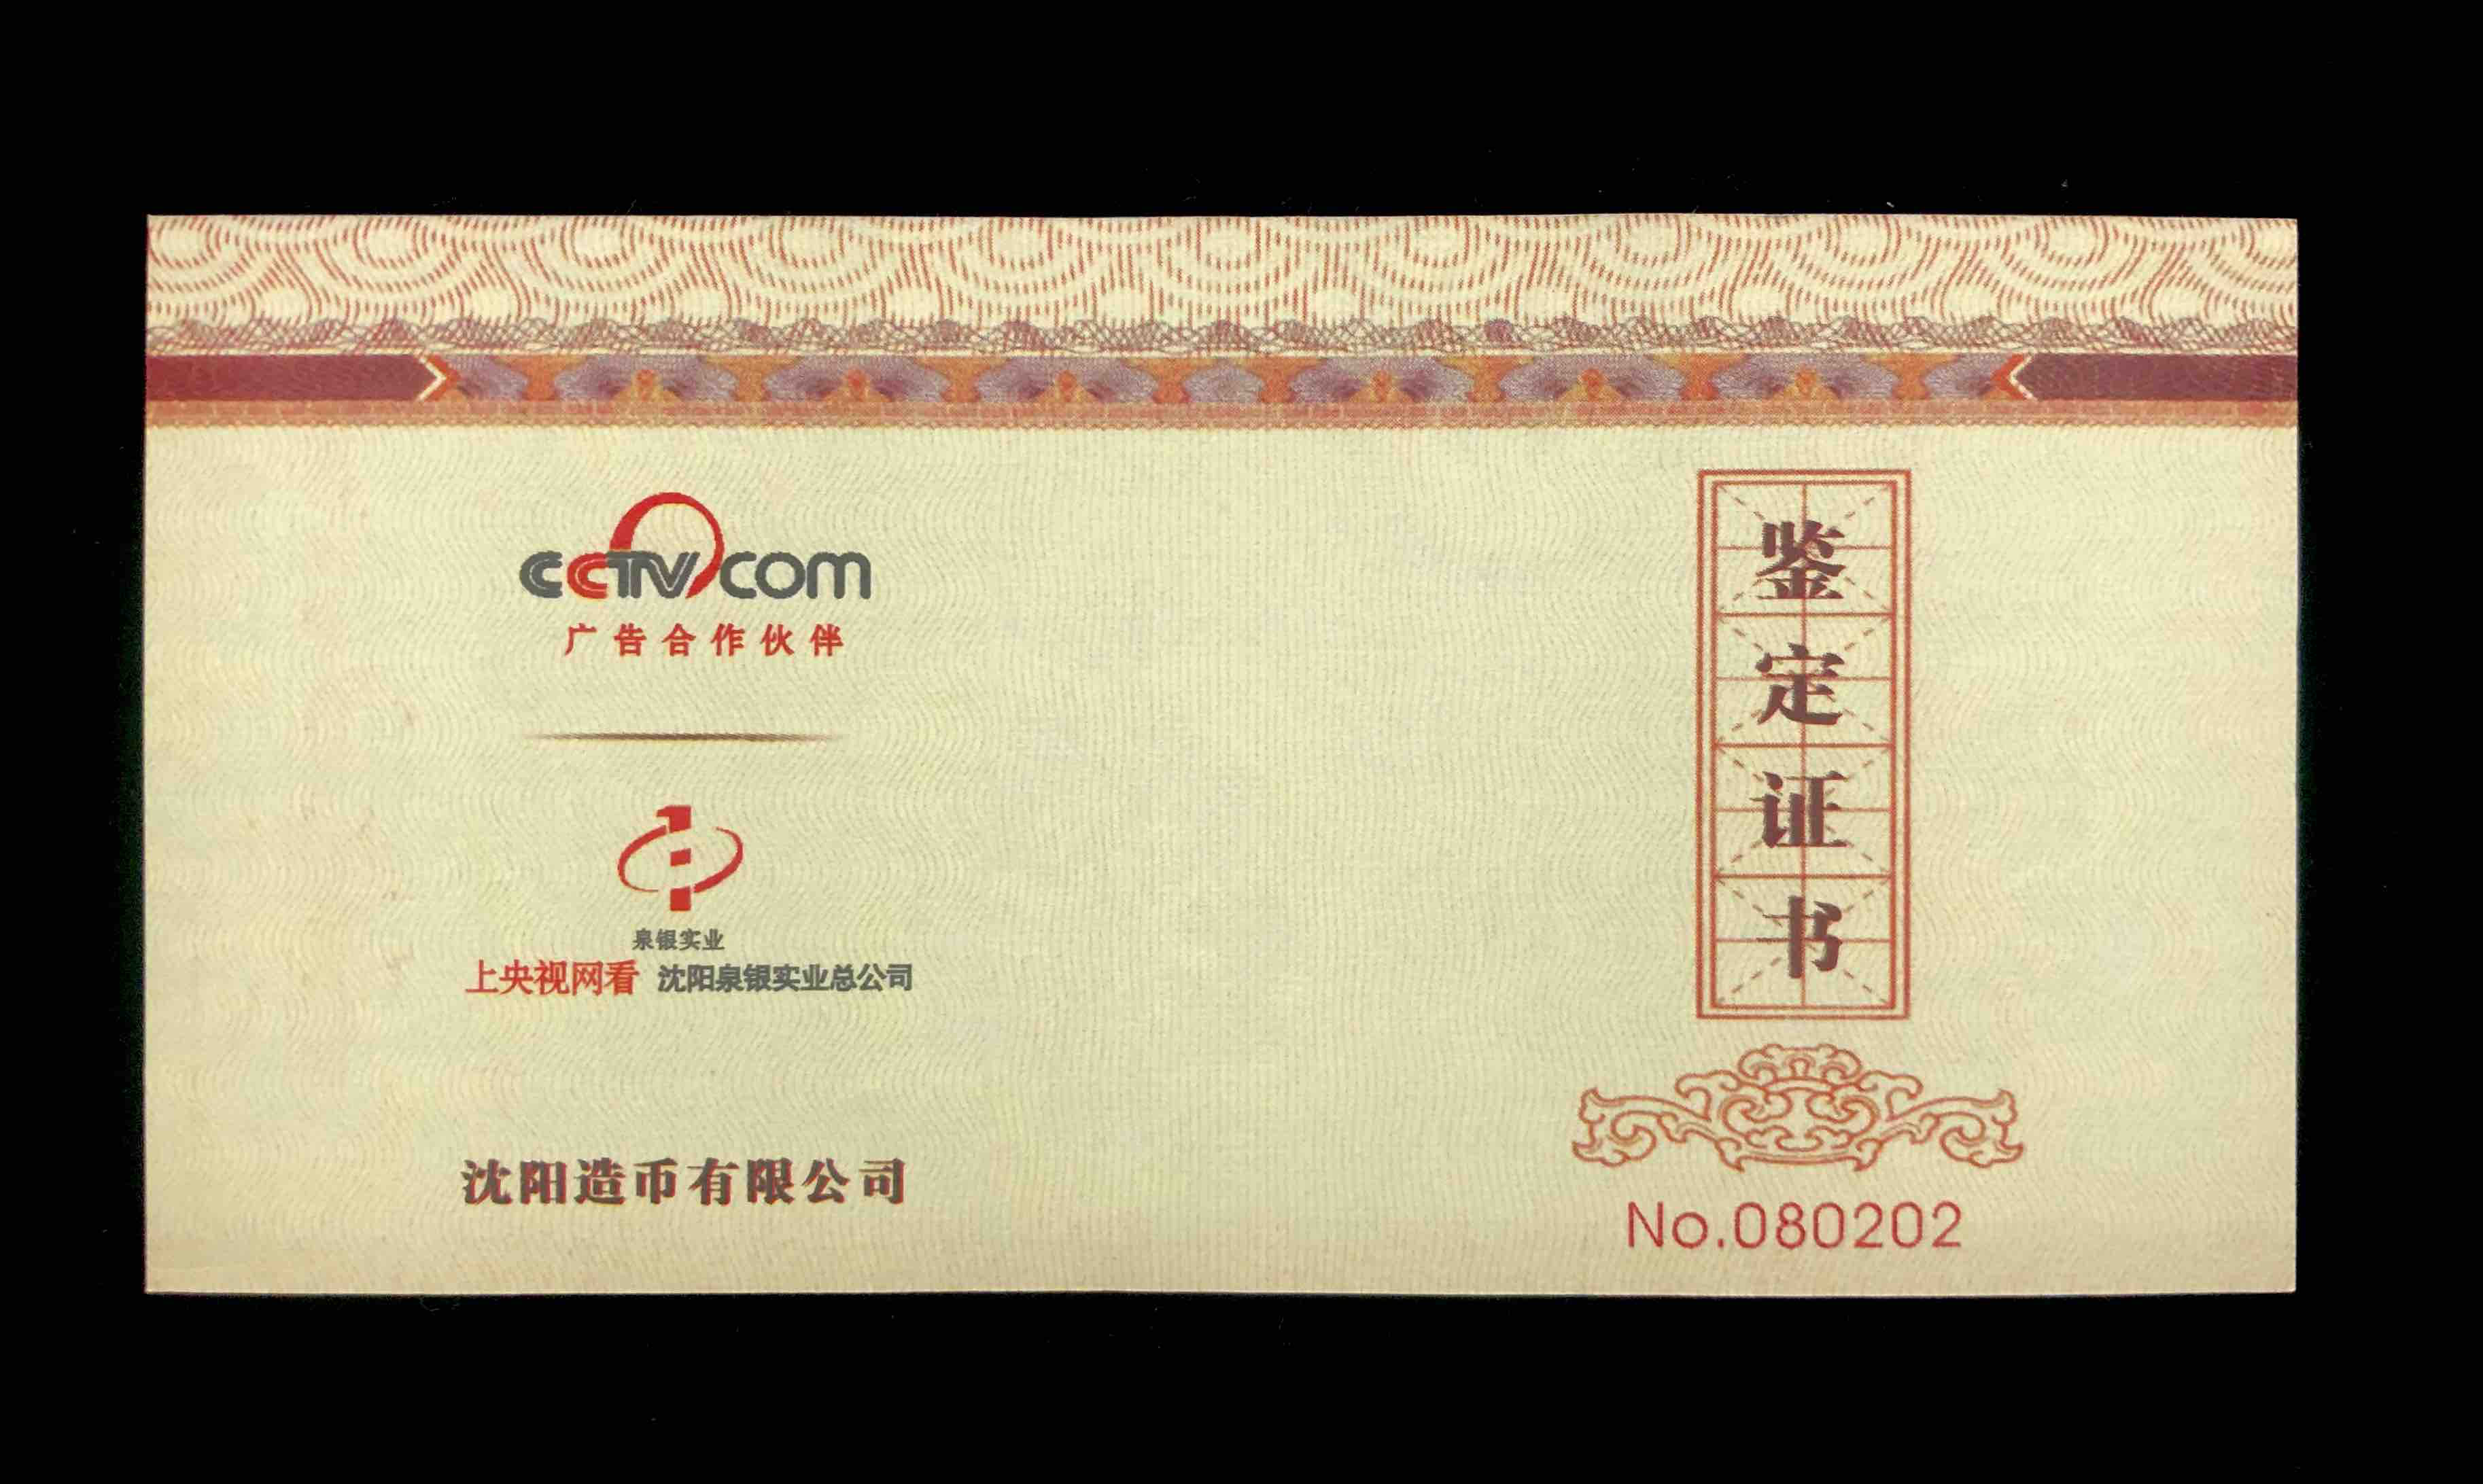 CCTV.com
广告合作伙伴
泉银实业
上央视网看 沈阳泉银实业总公司
沈阳造币有限公司
鉴定证书
No.080202